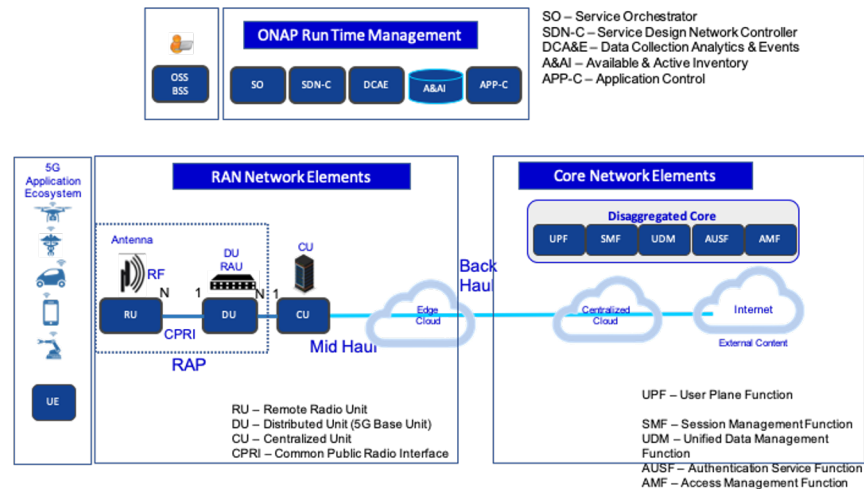 ONAP Run Time Management
OSS
BSS
SO
SDN-C
DCAE
A&AI
APP-C
SO – Service Orchestrator
SDN-C – Service Design Network Controller
DCA&E – Data Collection Analytics & Events
A&AI – Available & Active Inventory
APP-C – Application Control
5G
Application
Ecosystem
UE
RAN Network Elements
Antenna
RF
DU
RAU
CU
N
1
N
1
RU
DU
CU
CPRI
RAP
Mid Haul
Edge
Cloud
Back
Haul
RU – Remote Radio Unit
DU – Distributed Unit (5G Base Unit)
CU – Centralized Unit
CPRI – Common Public Radio Interface
Core Network Elements
Disaggregated Core
UPF
SMF
UDM
AUSF
AMF
Centralized
Cloud
Internet
External Content
UPF – User Plane Function
SMF – Session Management Function
UDM – Unified Data Management
Function
AUSF – Authentication Service Function
AMF – Access Management Function